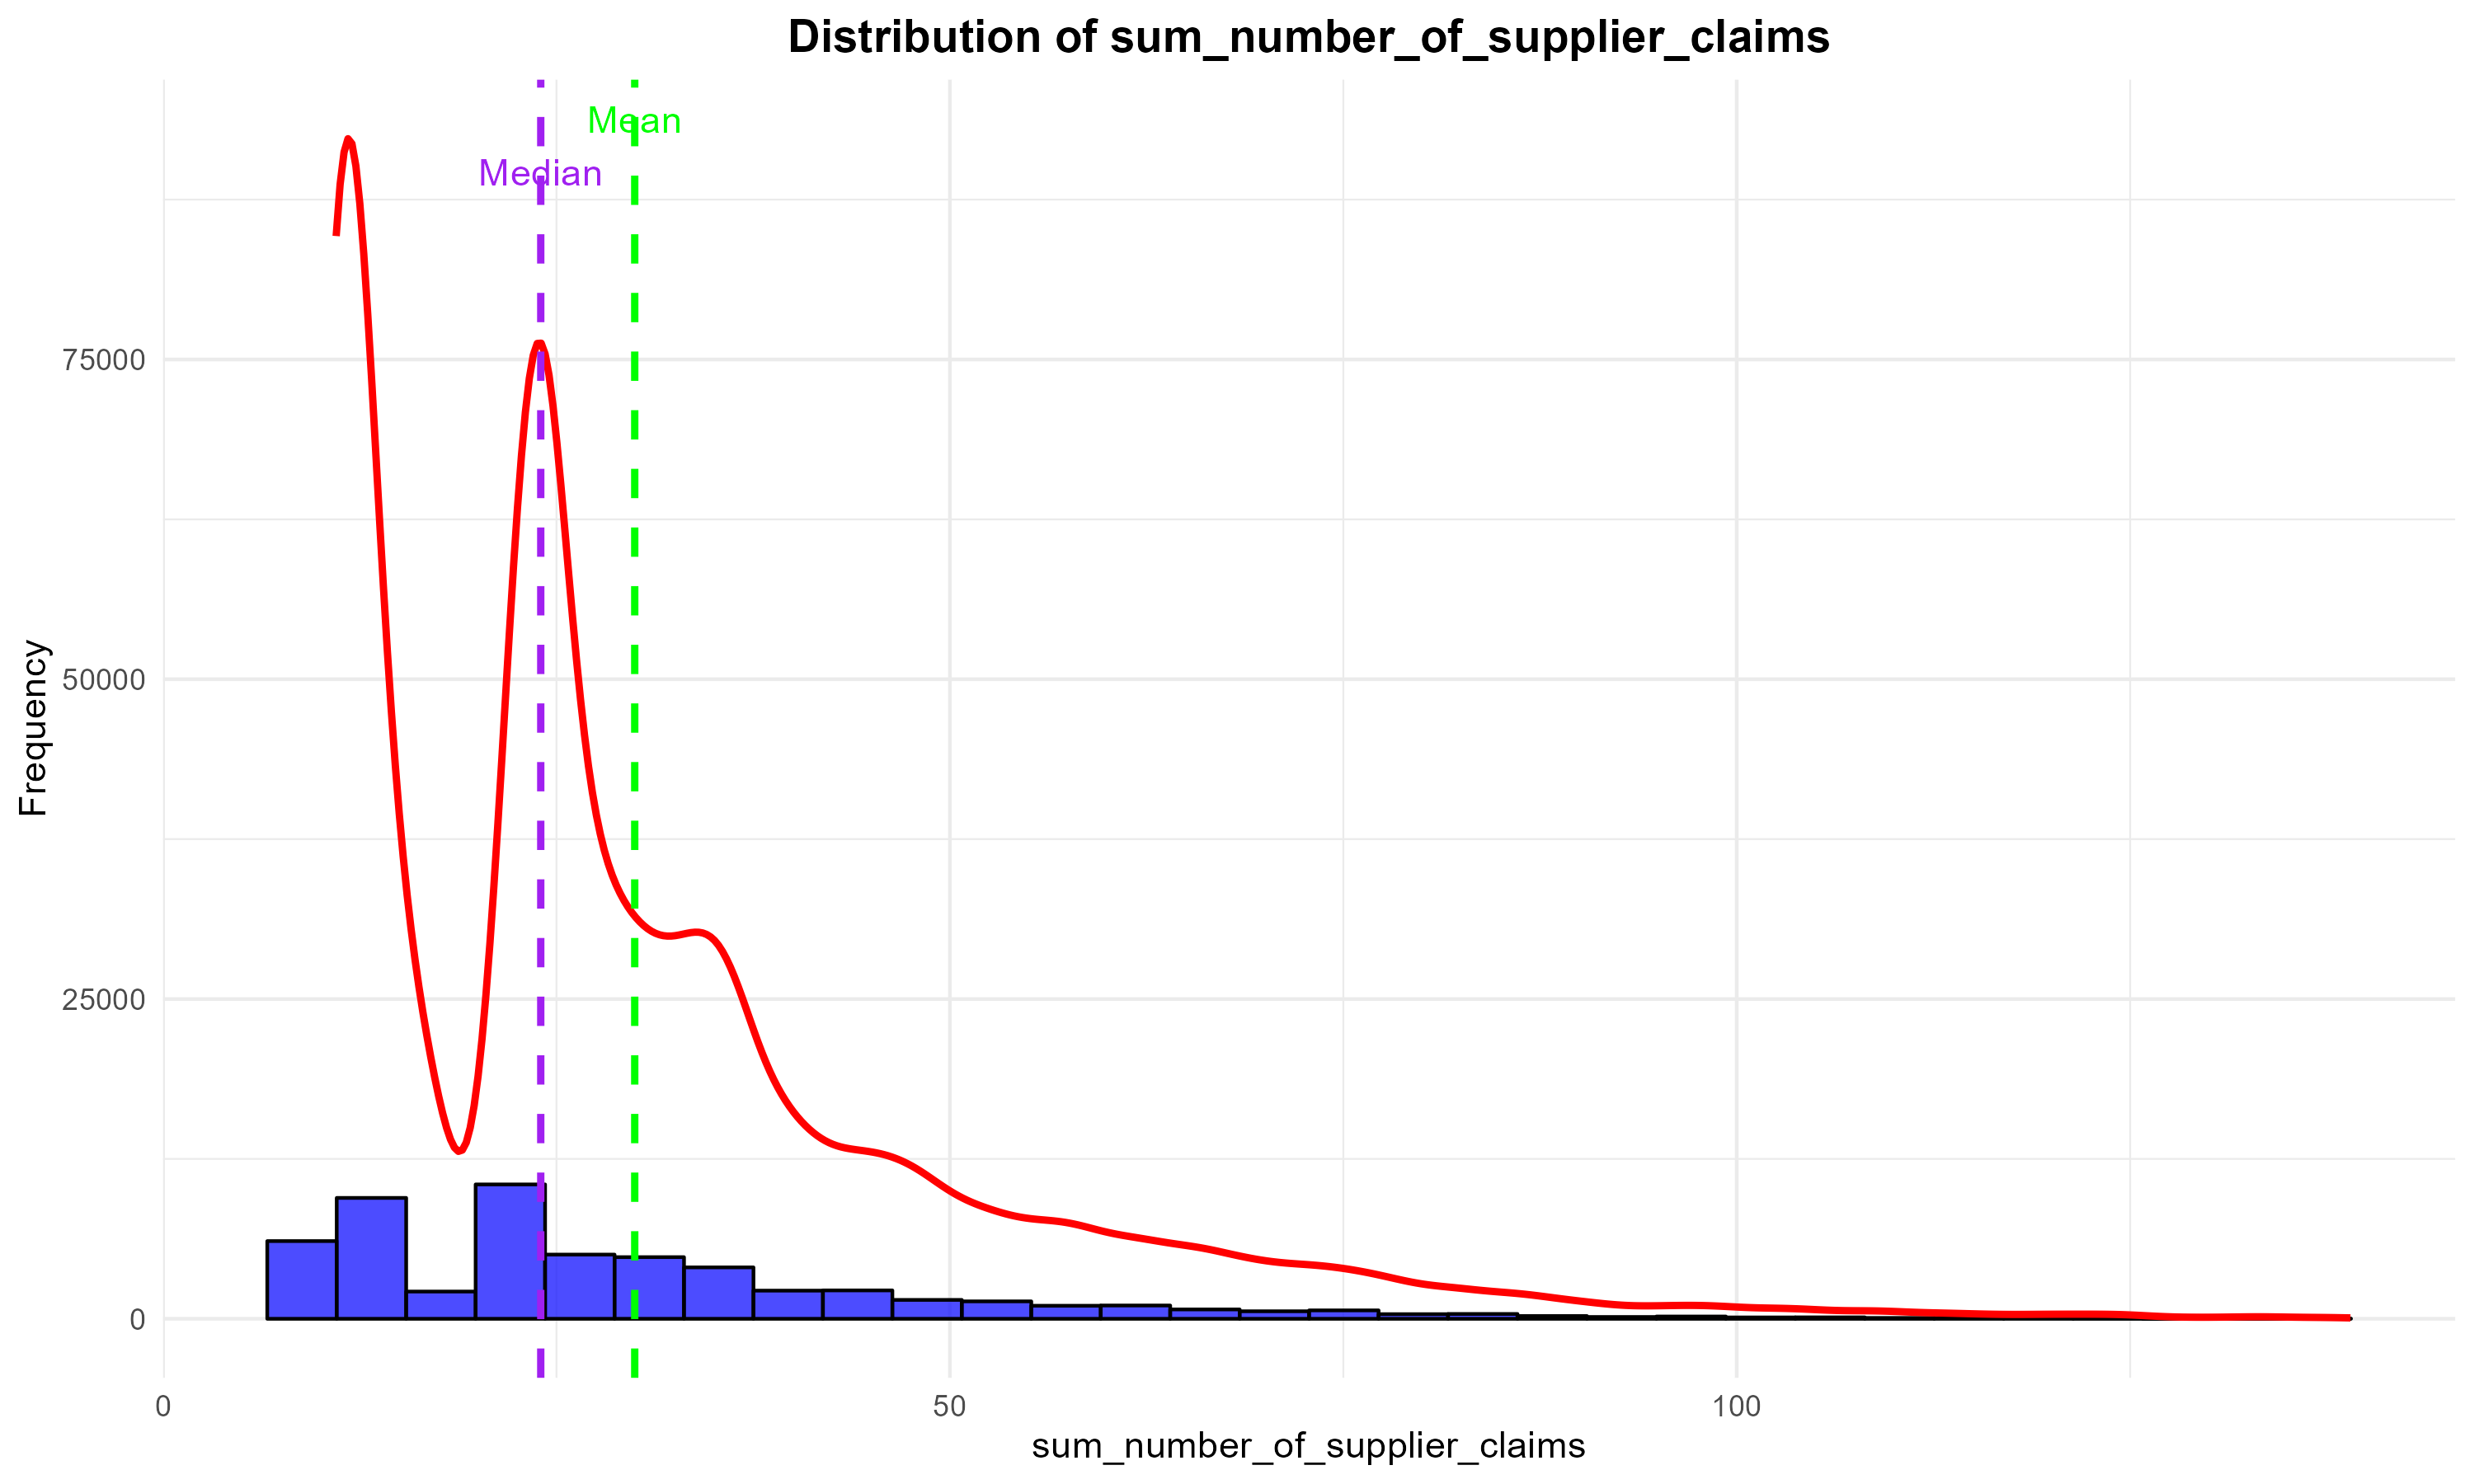 Distribution of sum_number_of_supplier_claims
Mean
Median
75000
50000
25000
0
Frequency
0
50
100
sum_number_of_supplier_claims